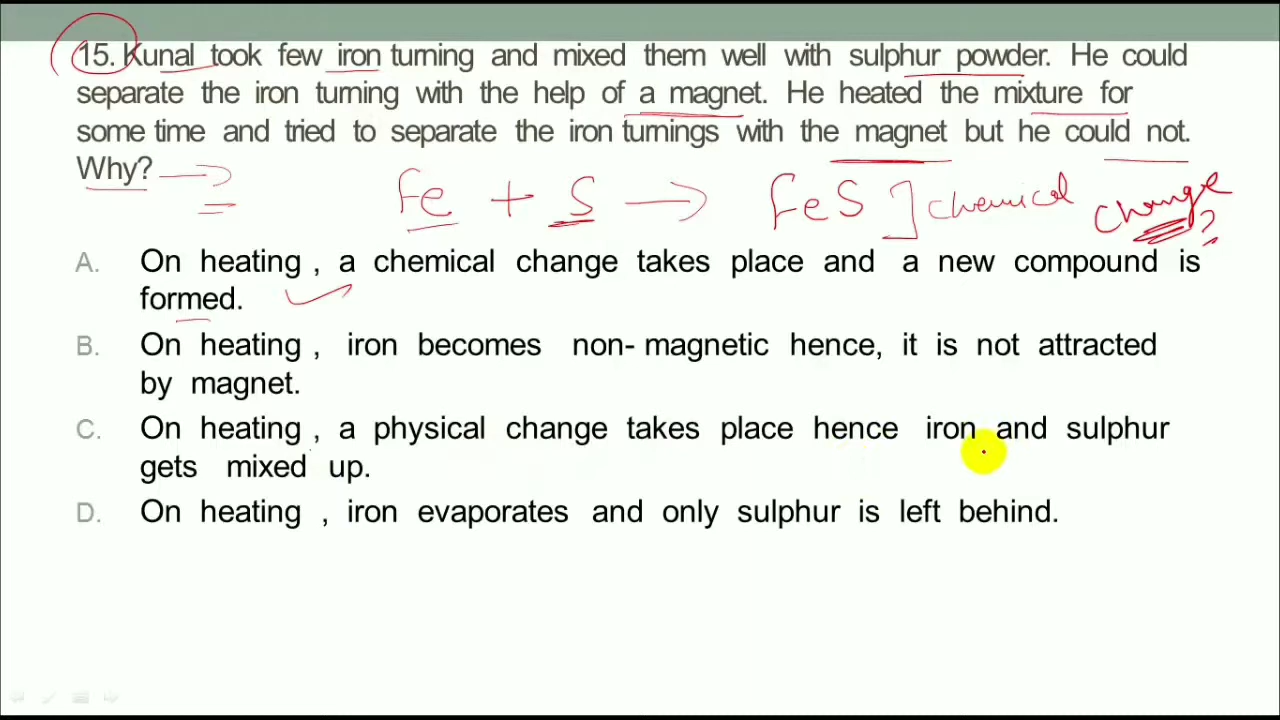 15. Kunal took few iron turning and mixed them well with sulphur powder. He could
separate the iron turning with the help of a magnet. He heated the mixture for
some time and tried to separate the iron turnings with the magnet but he could not.
Why?
Fe + S → FeS ] chemical change ?
A. On heating , a chemical change takes place and a new compound is
formed.
B. On heating , iron becomes non- magnetic hence, it is not attracted
by magnet.
C. On heating , a physical change takes place hence iron and sulphur
gets mixed up.
D. On heating , iron evaporates and only sulphur is left behind.